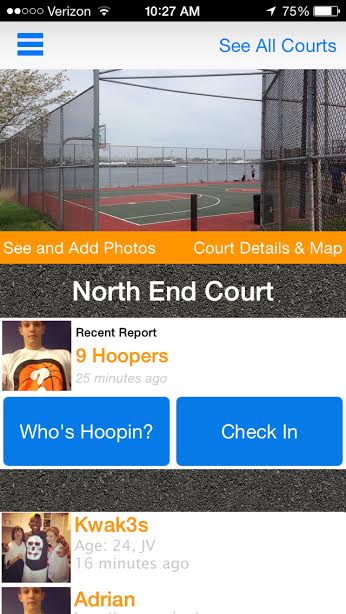 Verizon 10:27 AM 75%
See All Courts
See and Add Photos Court Details & Map
North End Court
Recent Report
9 Hoopers
25 minutes ago
Who's Hoopin? Check In
Kwak3s
Age: 24, JV
16 minutes ago
Adrian